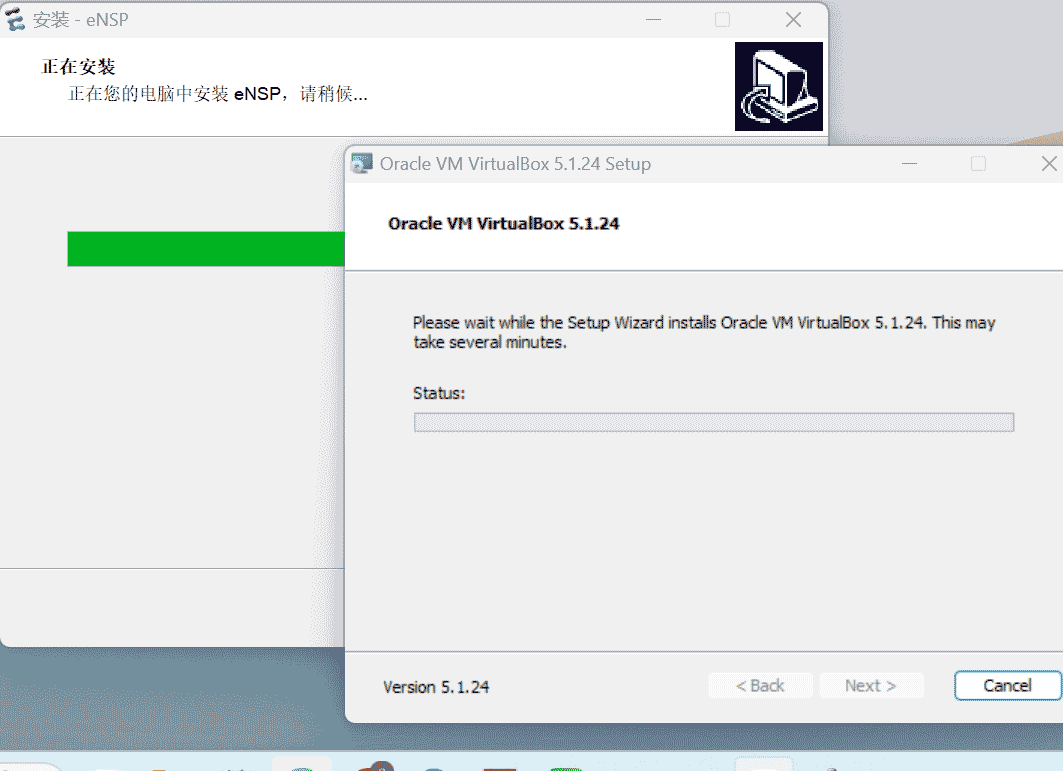 安装 - eNSP
正在安装
正在您的电脑中安装 eNSP，请稍候...
Oracle VM VirtualBox 5.1.24 Setup
Oracle VM VirtualBox 5.1.24
Please wait while the Setup Wizard installs Oracle VM VirtualBox 5.1.24. This may
take several minutes.
Status:
Version 5.1.24
< Back
Next >
Cancel